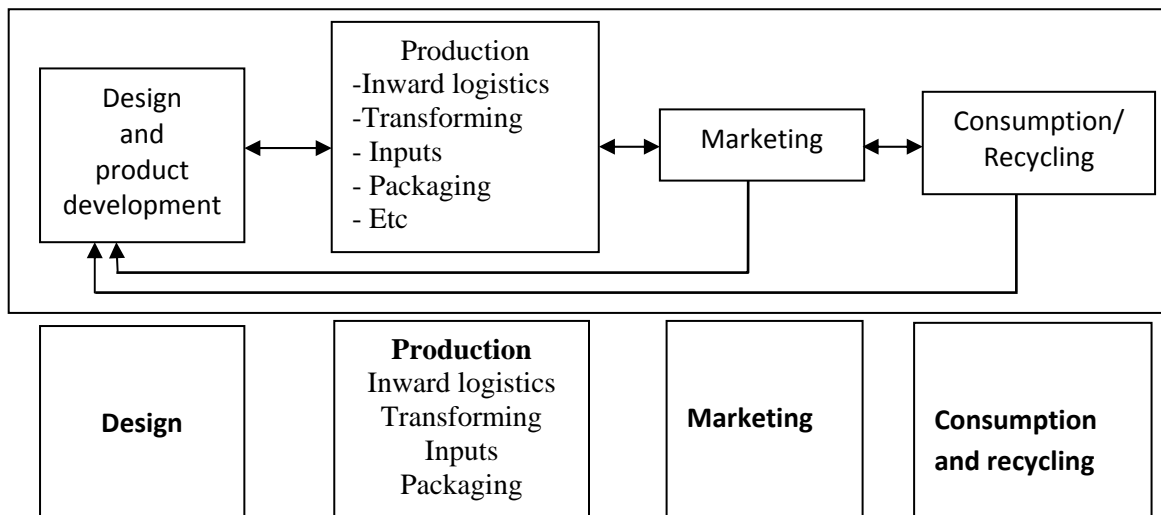 Design
and
product
development
Production
-Inward logistics
-Transforming
- Inputs
- Packaging
- Etc
Marketing
Consumption/
Recycling
Design
Production
Inward logistics
Transforming
Inputs
Packaging
Marketing
Consumption
and recycling